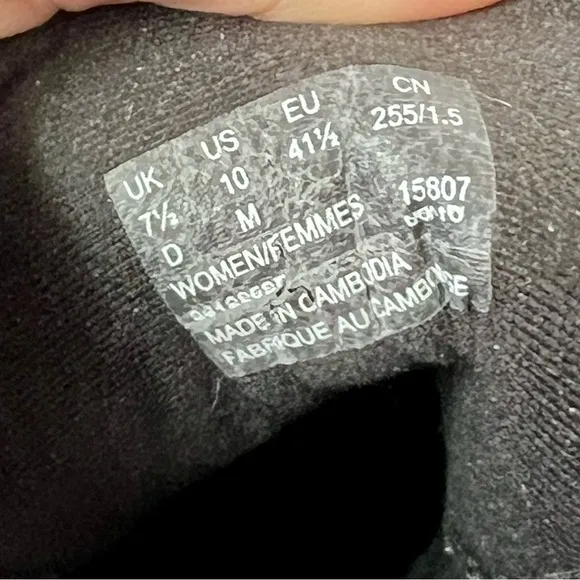 UK US EU CN
7½ 10 41½ 255/1.5
D M 15807
WOMEN/FEMMES
MADE IN CAMBODIA
FABRIQUE AU CAMBODGE